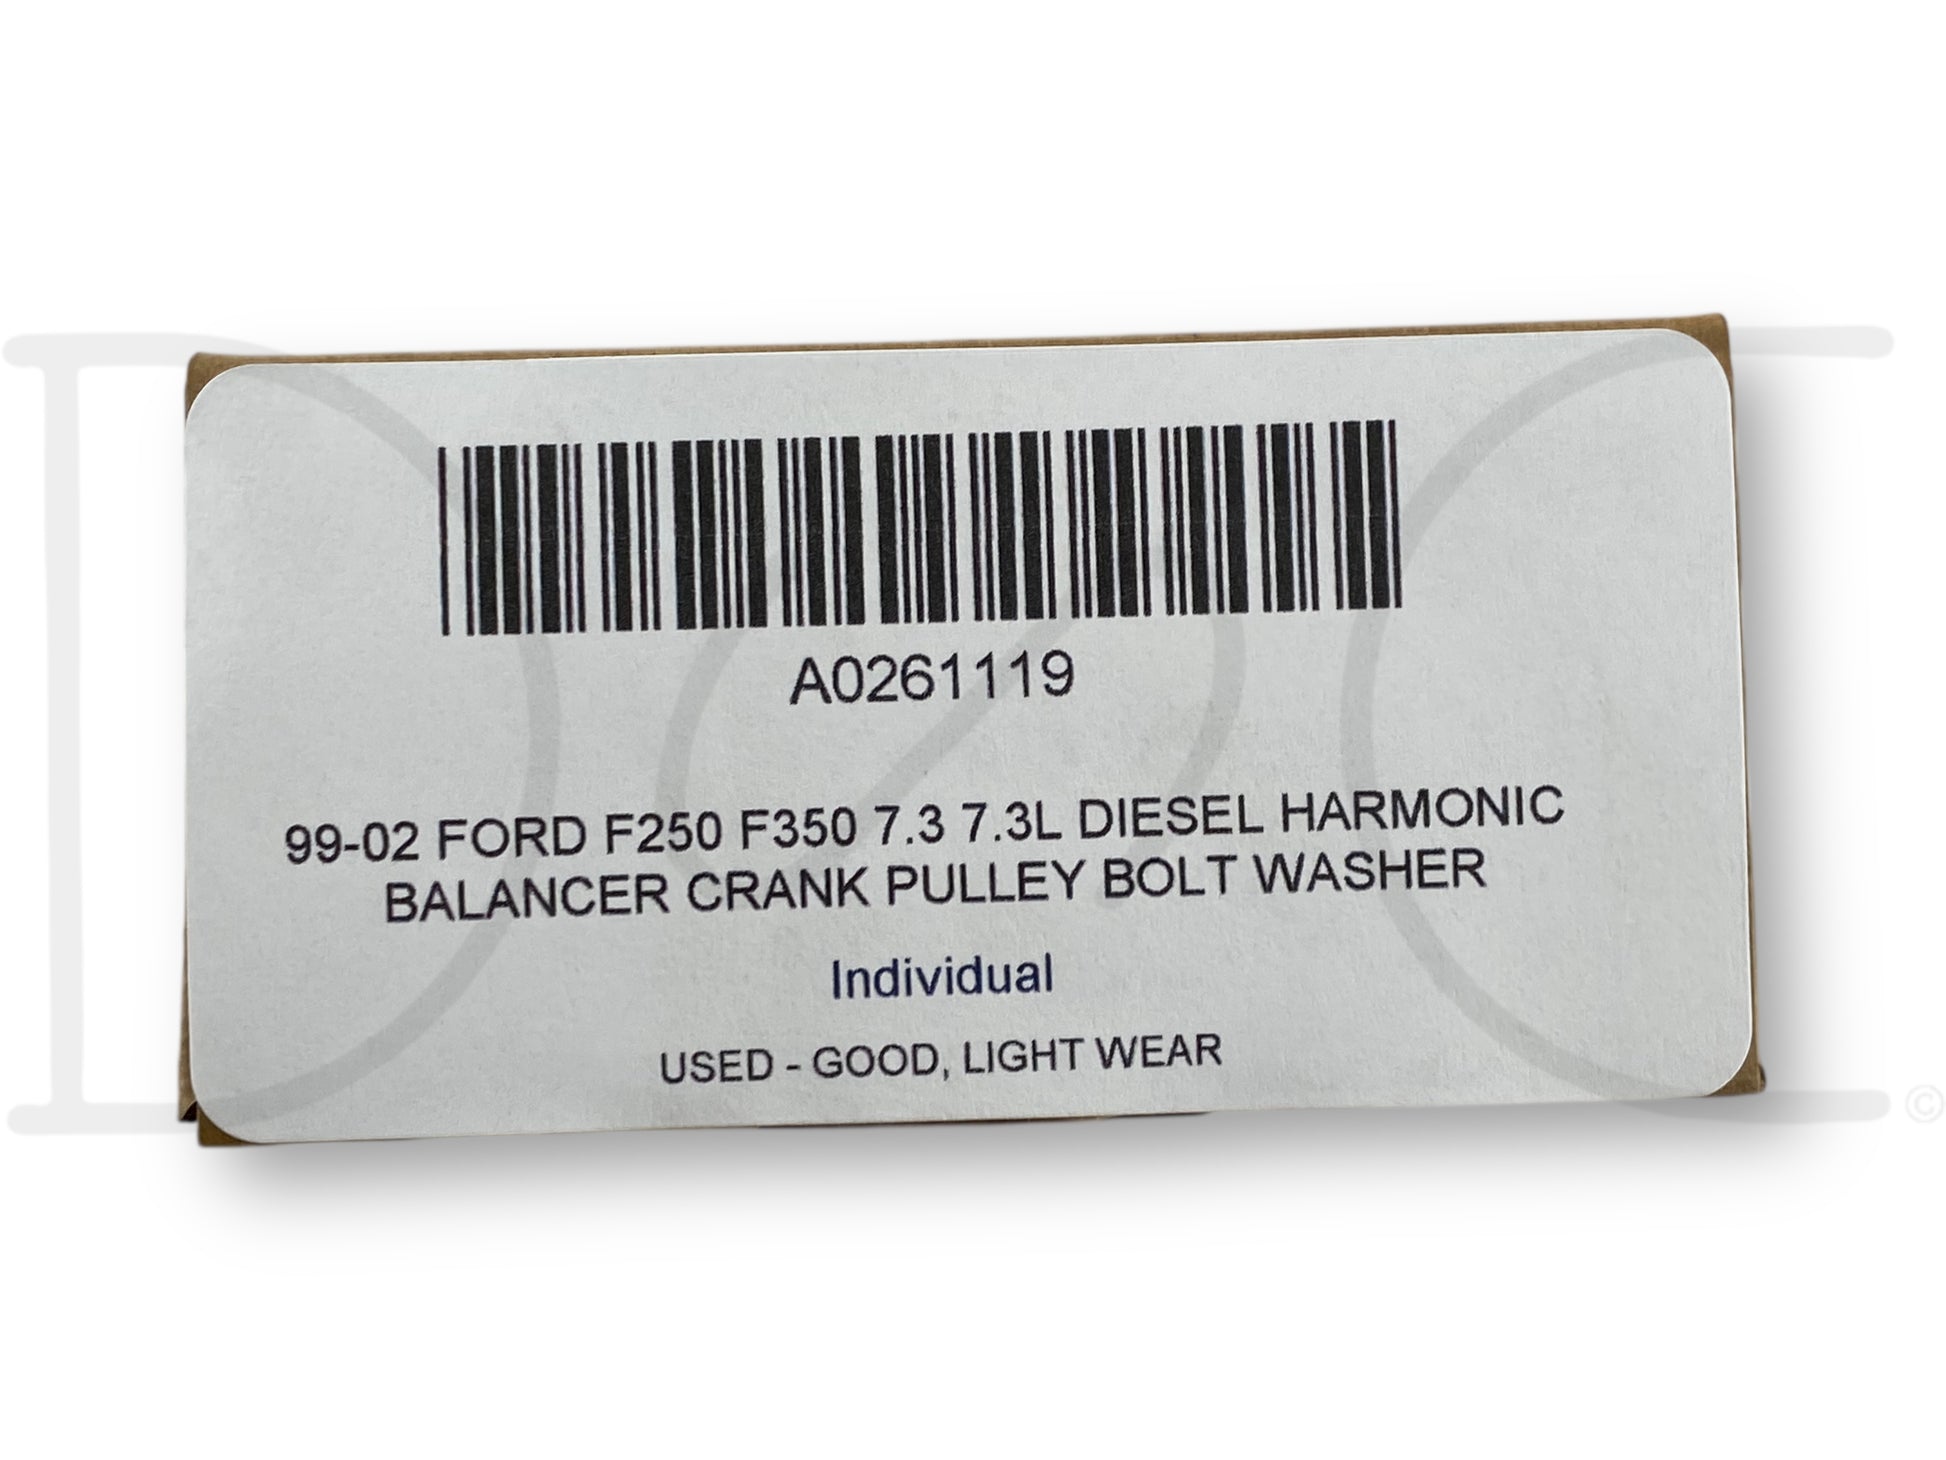 A0261119
99-02 FORD F250 F350 7.3 7.3L DIESEL HARMONIC
BALANCER CRANK PULLEY BOLT WASHER
Individual
USED - GOOD, LIGHT WEAR
©